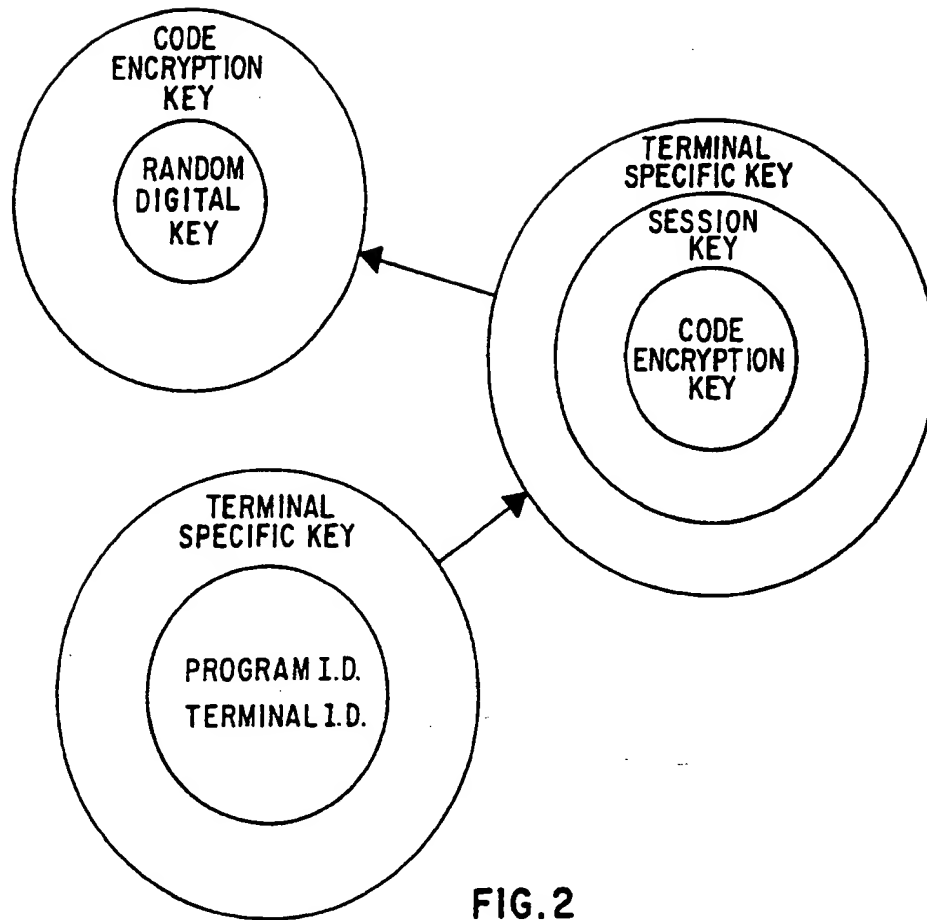 CODE
ENCRYPTION
KEY
RANDOM
DIGITAL
KEY
TERMINAL
SPECIFIC KEY
SESSION
KEY
CODE
ENCRYPTION
KEY
TERMINAL
SPECIFIC KEY
PROGRAM I.D.
TERMINAL I.D.
FIG.2